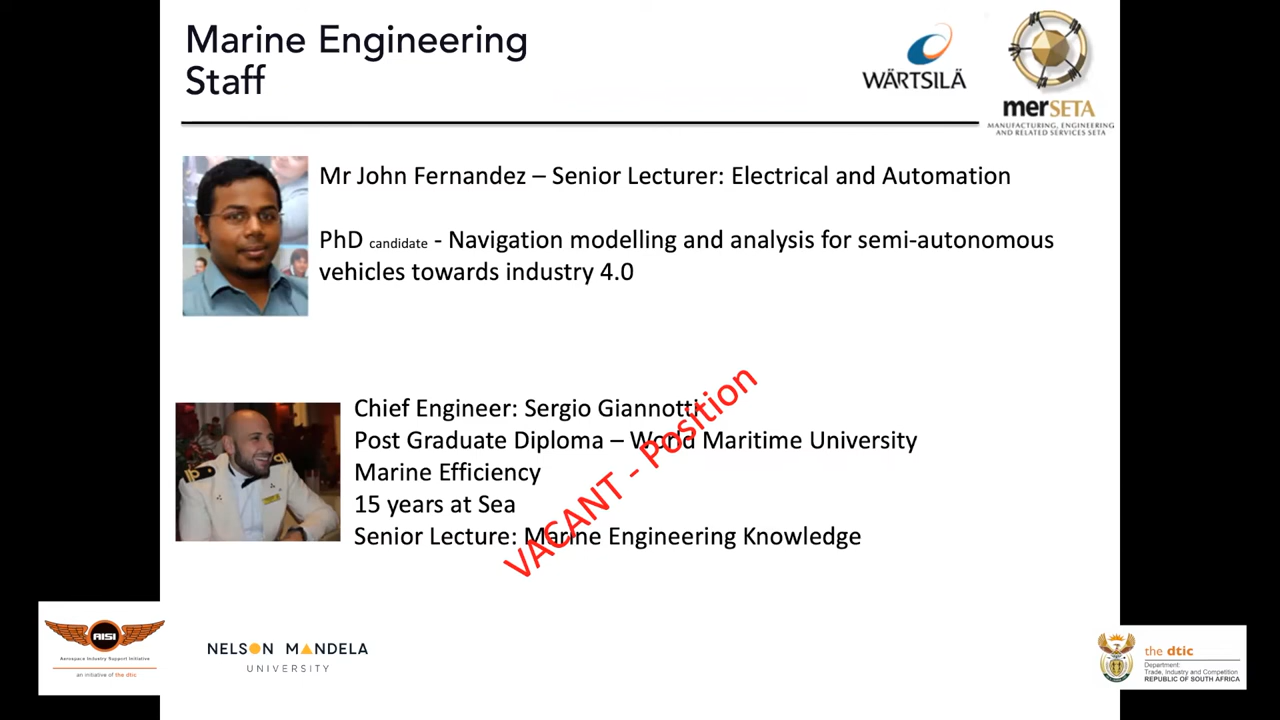 Marine Engineering
Staff
WÄRTSILÄ
merSETA
MANUFACTURING, ENGINEERING
AND RELATED SERVICES SETA
Mr John Fernandez – Senior Lecturer: Electrical and Automation
PhD candidate - Navigation modelling and analysis for semi-autonomous
vehicles towards industry 4.0
Chief Engineer: Sergio Giannotti
Post Graduate Diploma – World Maritime University
Marine Efficiency
15 years at Sea
Senior Lecture: Marine Engineering Knowledge
VACANT - Position
AISI
Aerospace Industry Support Initiative
an initiative of the dtic
NELSON MANDELA
UNIVERSITY
the dtic
Department:
Trade, Industry and Competition
REPUBLIC OF SOUTH AFRICA